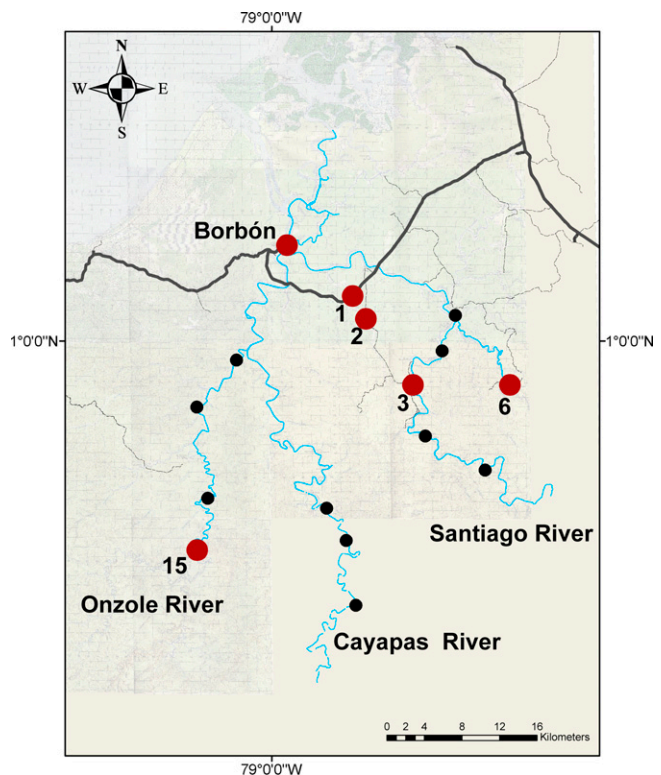 79°0'0"W
N
W E
S
Borbón
1
2
1°0'0"N
1°0'0"N
3
6
15
Santiago River
Onzole River
Cayapas River
0 2 4 8 12 16
Kilometers
79°0'0"W